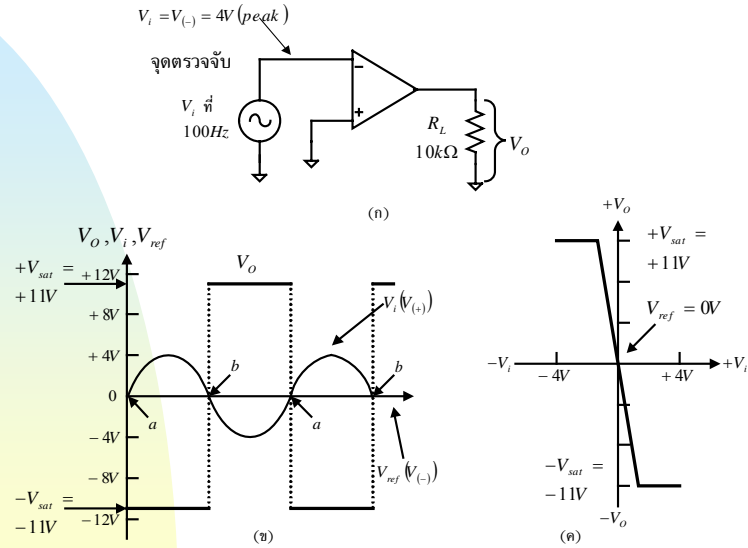 V_i = V_(−) = 4V (peak)
จุดตรวจจับ
V_i ที่
100Hz
−
+
R_L
10kΩ
V_O
(ก)
V_O ,V_i ,V_ref
+V_sat =
+11V
+12V
+8V
+4V
0
−4V
−8V
−12V
−V_sat =
−11V
V_O
V_i (V_(+))
a
b
a
b
V_ref (V_(−))
(ข)
+V_O
+V_sat =
+11V
V_ref = 0V
−V_i
+V_i
−4V
+4V
−V_sat =
−11V
−V_O
(ค)